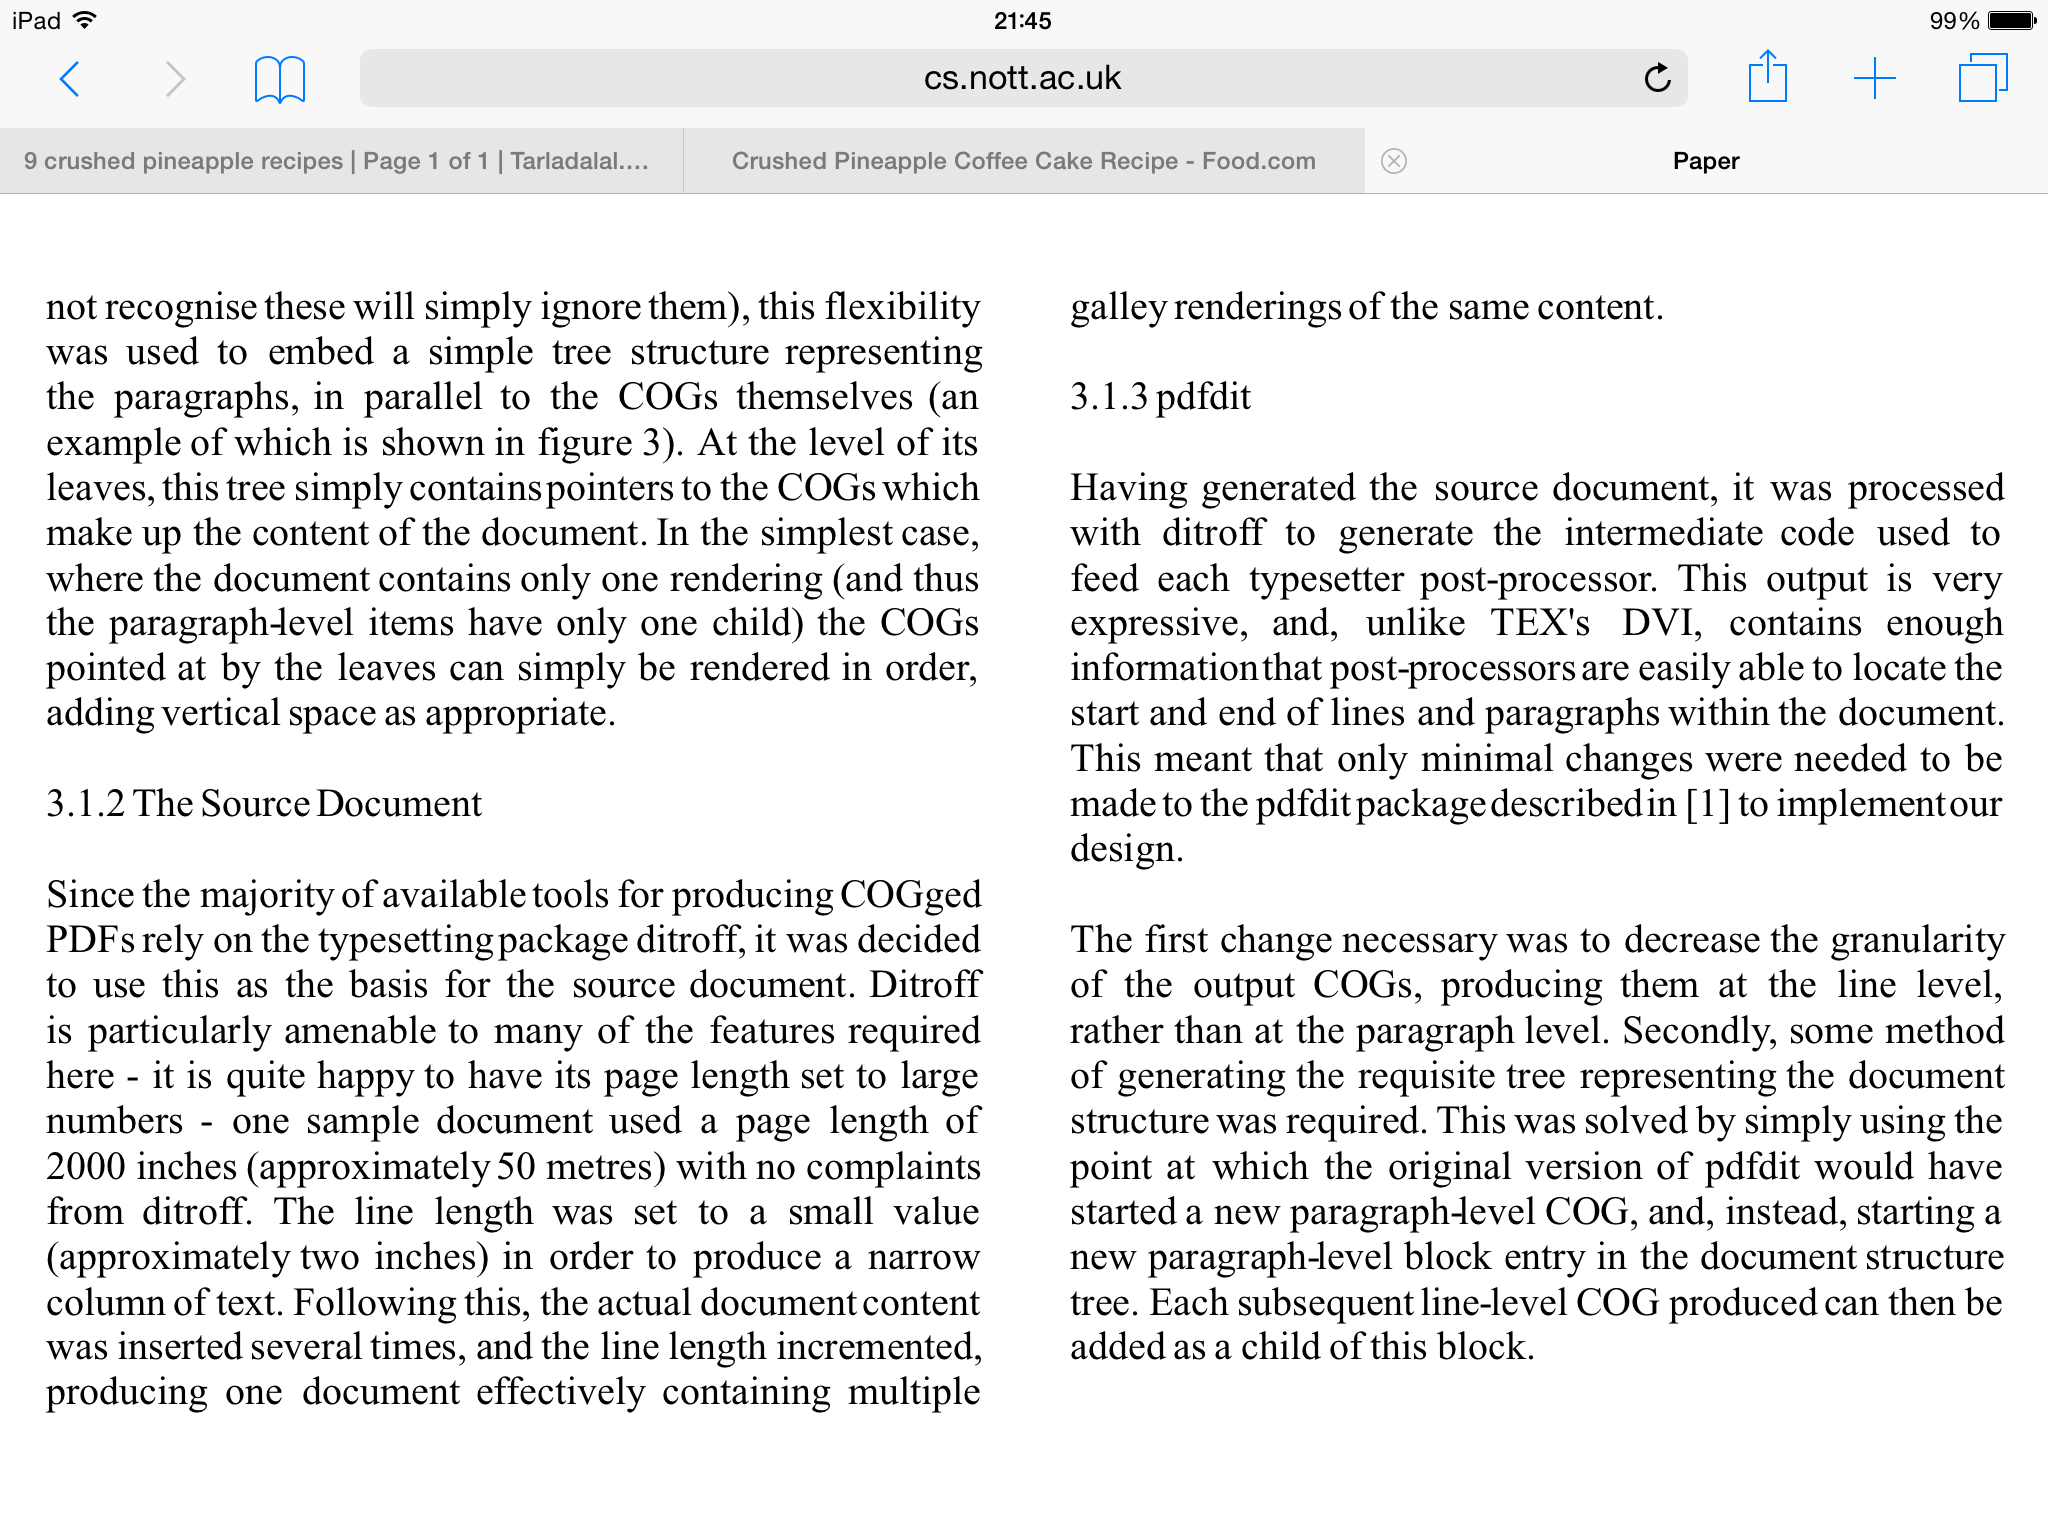 iPad
21:45
99%
cs.nott.ac.uk
9 crushed pineapple recipes | Page 1 of 1 | Tarladalal....
Crushed Pineapple Coffee Cake Recipe - Food.com
Paper
not recognise these will simply ignore them), this flexibility
was used to embed a simple tree structure representing
the paragraphs, in parallel to the COGs themselves (an
example of which is shown in figure 3). At the level of its
leaves, this tree simply contains pointers to the COGs which
make up the content of the document. In the simplest case,
where the document contains only one rendering (and thus
the paragraph-level items have only one child) the COGs
pointed at by the leaves can simply be rendered in order,
adding vertical space as appropriate.
3.1.2 The Source Document
Since the majority of available tools for producing COGged
PDFs rely on the typesetting package ditroff, it was decided
to use this as the basis for the source document. Ditroff
is particularly amenable to many of the features required
here - it is quite happy to have its page length set to large
numbers - one sample document used a page length of
2000 inches (approximately 50 metres) with no complaints
from ditroff. The line length was set to a small value
(approximately two inches) in order to produce a narrow
column of text. Following this, the actual document content
was inserted several times, and the line length incremented,
producing one document effectively containing multiple
galley renderings of the same content.
3.1.3 pdfdit
Having generated the source document, it was processed
with ditroff to generate the intermediate code used to
feed each typesetter post-processor. This output is very
expressive, and, unlike TEX's DVI, contains enough
information that post-processors are easily able to locate the
start and end of lines and paragraphs within the document.
This meant that only minimal changes were needed to be
made to the pdfdit package described in [1] to implement our
design.
The first change necessary was to decrease the granularity
of the output COGs, producing them at the line level,
rather than at the paragraph level. Secondly, some method
of generating the requisite tree representing the document
structure was required. This was solved by simply using the
point at which the original version of pdfdit would have
started a new paragraph-level COG, and, instead, starting a
new paragraph-level block entry in the document structure
tree. Each subsequent line-level COG produced can then be
added as a child of this block.